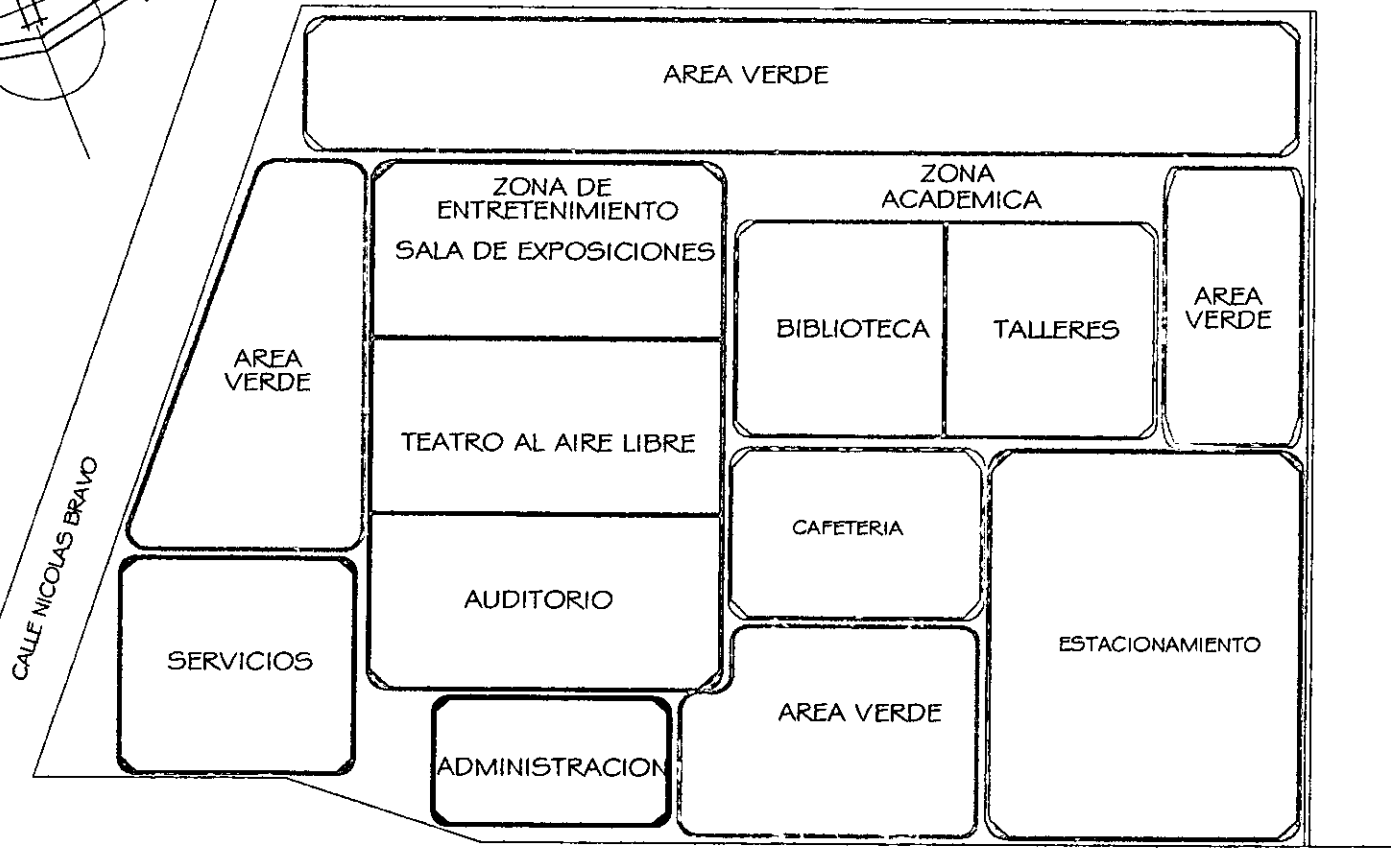 AREA VERDE
ZONA DE
ENTRETENIMIENTO
SALA DE EXPOSICIONES
ZONA
ACADEMICA
BIBLIOTECA
TALLERES
AREA
VERDE
AREA
VERDE
TEATRO AL AIRE LIBRE
CAFETERIA
CALLE NICOLAS BRAVO
AUDITORIO
SERVICIOS
ESTACIONAMIENTO
AREA VERDE
ADMINISTRACION